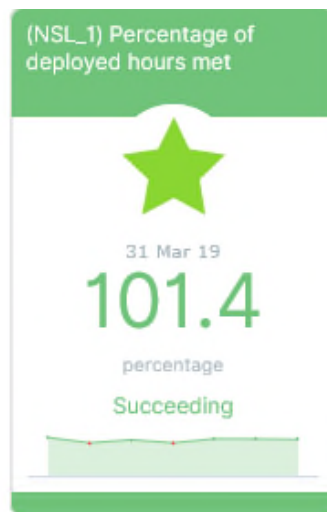 (NSL_1) Percentage of
deployed hours met
31 Mar 19
101.4
percentage
Succeeding